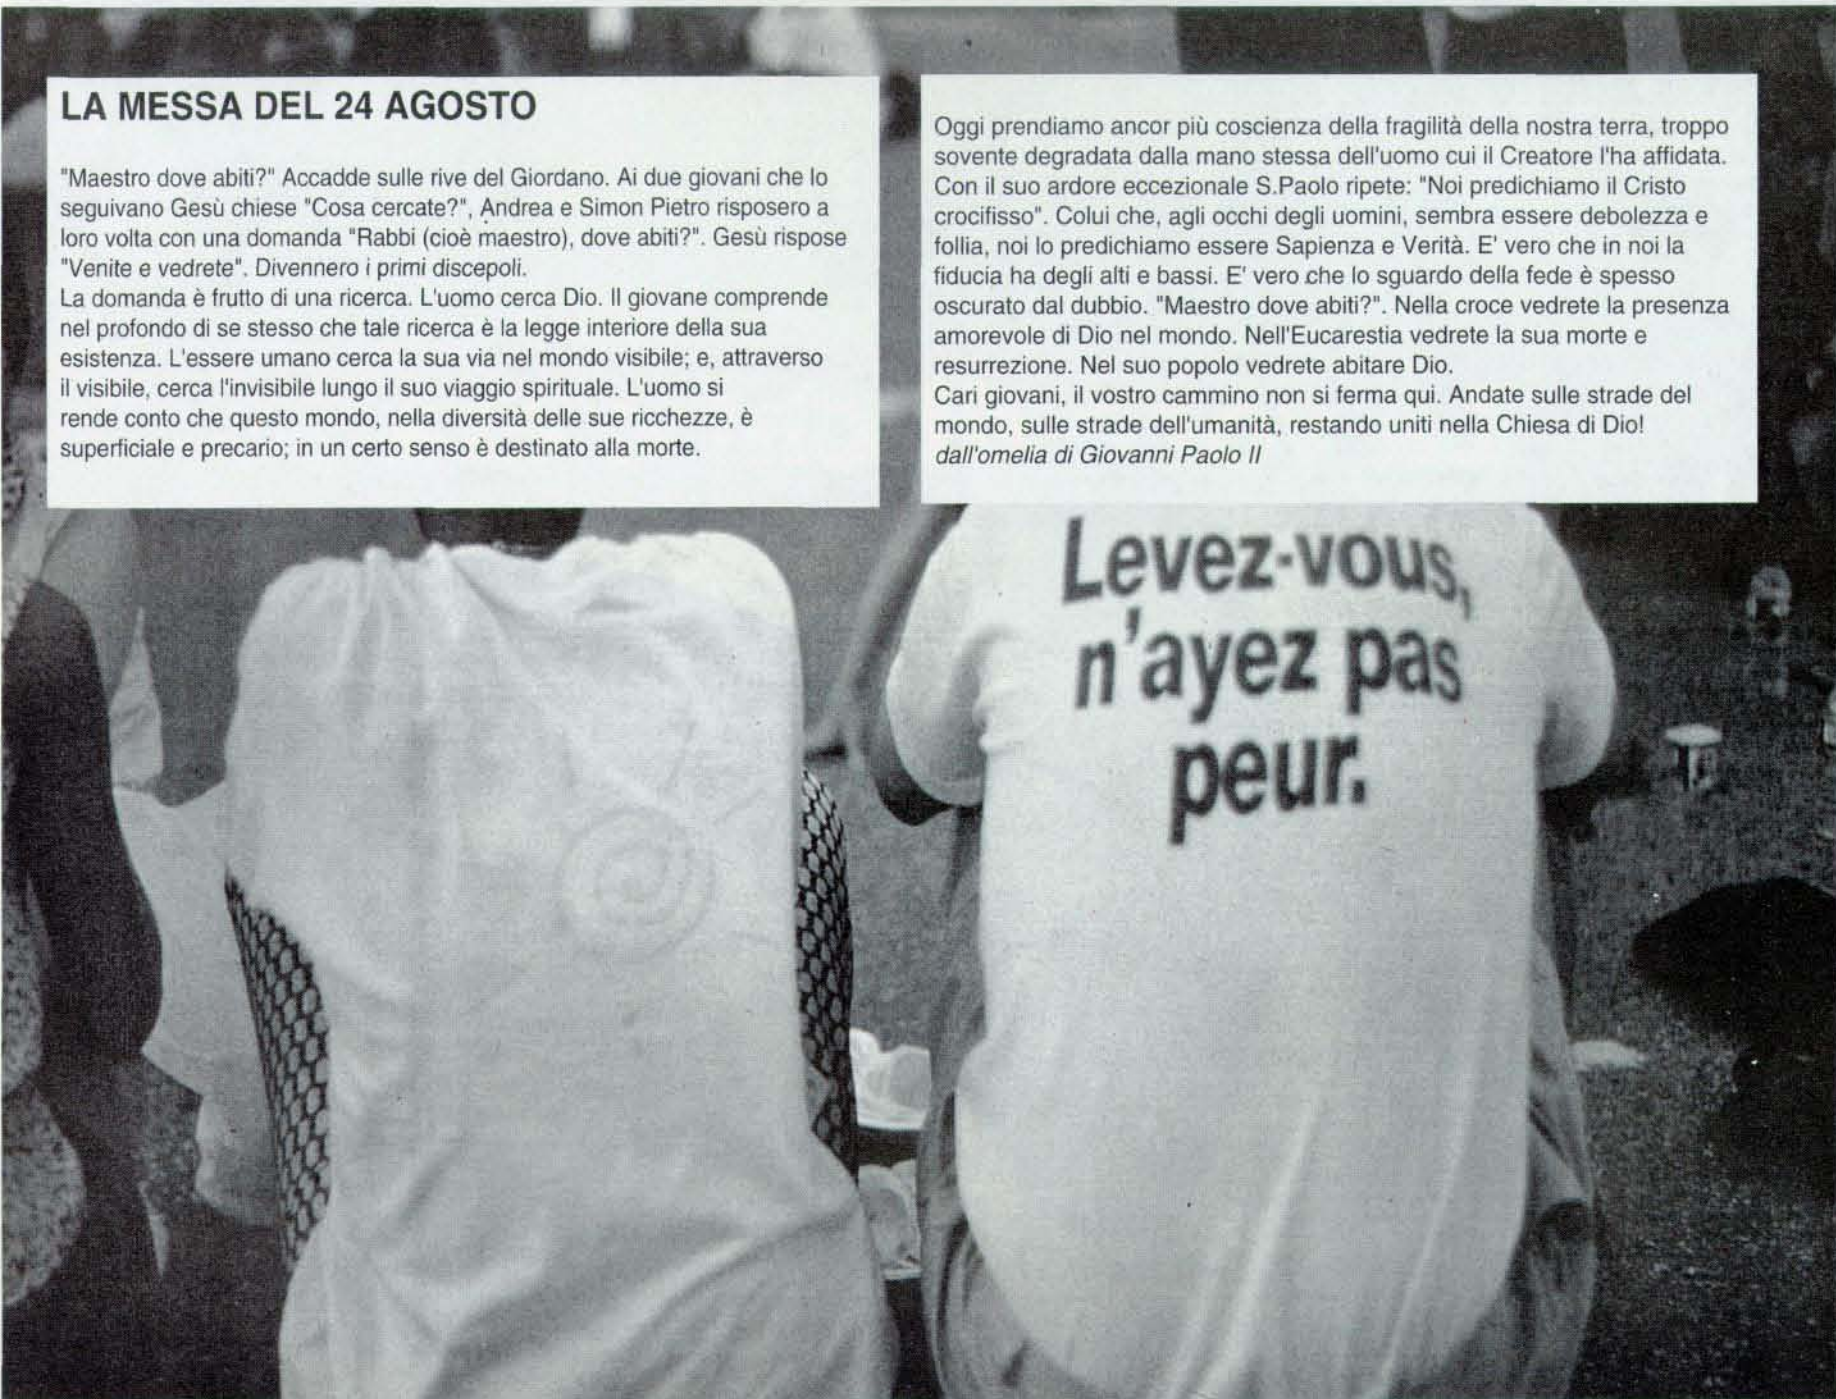 LA MESSA DEL 24 AGOSTO
"Maestro dove abiti?" Accadde sulle rive del Giordano. Ai due giovani che lo
seguivano Gesù chiese "Cosa cercate?", Andrea e Simon Pietro risposero a
loro volta con una domanda "Rabbi (cioè maestro), dove abiti?". Gesù rispose
"Venite e vedrete". Divennero i primi discepoli.
La domanda è frutto di una ricerca. L'uomo cerca Dio. Il giovane comprende
nel profondo di se stesso che tale ricerca è la legge interiore della sua
esistenza. L'essere umano cerca la sua via nel mondo visibile; e, attraverso
il visibile, cerca l'invisibile lungo il suo viaggio spirituale. L'uomo si
rende conto che questo mondo, nella diversità delle sue ricchezze, è
superficiale e precario; in un certo senso è destinato alla morte.
Oggi prendiamo ancor più coscienza della fragilità della nostra terra, troppo
sovente degradata dalla mano stessa dell'uomo cui il Creatore l'ha affidata.
Con il suo ardore eccezionale S.Paolo ripete: "Noi predichiamo il Cristo
crocifisso". Colui che, agli occhi degli uomini, sembra essere debolezza e
follia, noi lo predichiamo essere Sapienza e Verità. E' vero che in noi la
fiducia ha degli alti e bassi. E' vero che lo sguardo della fede è spesso
oscurato dal dubbio. "Maestro dove abiti?". Nella croce vedrete la presenza
amorevole di Dio nel mondo. Nell'Eucarestia vedrete la sua morte e
resurrezione. Nel suo popolo vedrete abitare Dio.
Cari giovani, il vostro cammino non si ferma qui. Andate sulle strade del
mondo, sulle strade dell'umanità, restando uniti nella Chiesa di Dio!
dall'omelia di Giovanni Paolo II
Levez-vous,
n'ayez pas
peur.